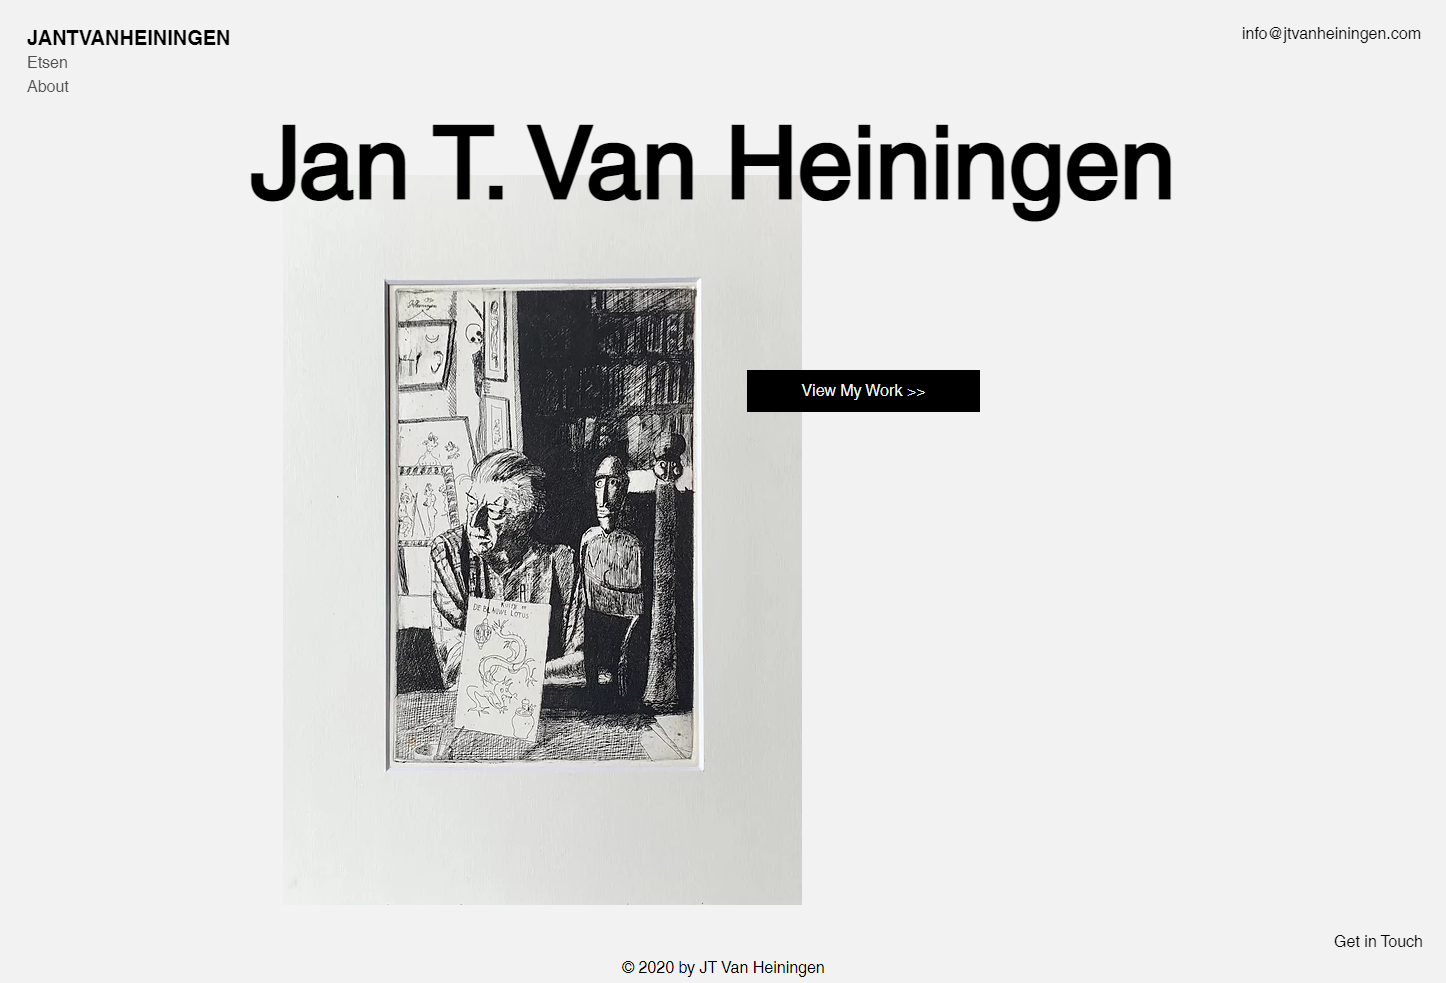 JANTVANHEININGEN
info@jtvanheiningen.com
Etsen
About
Jan T. Van Heiningen
View My Work >>
DE BLAUWE LOTUS
Get in Touch
© 2020 by JT Van Heiningen